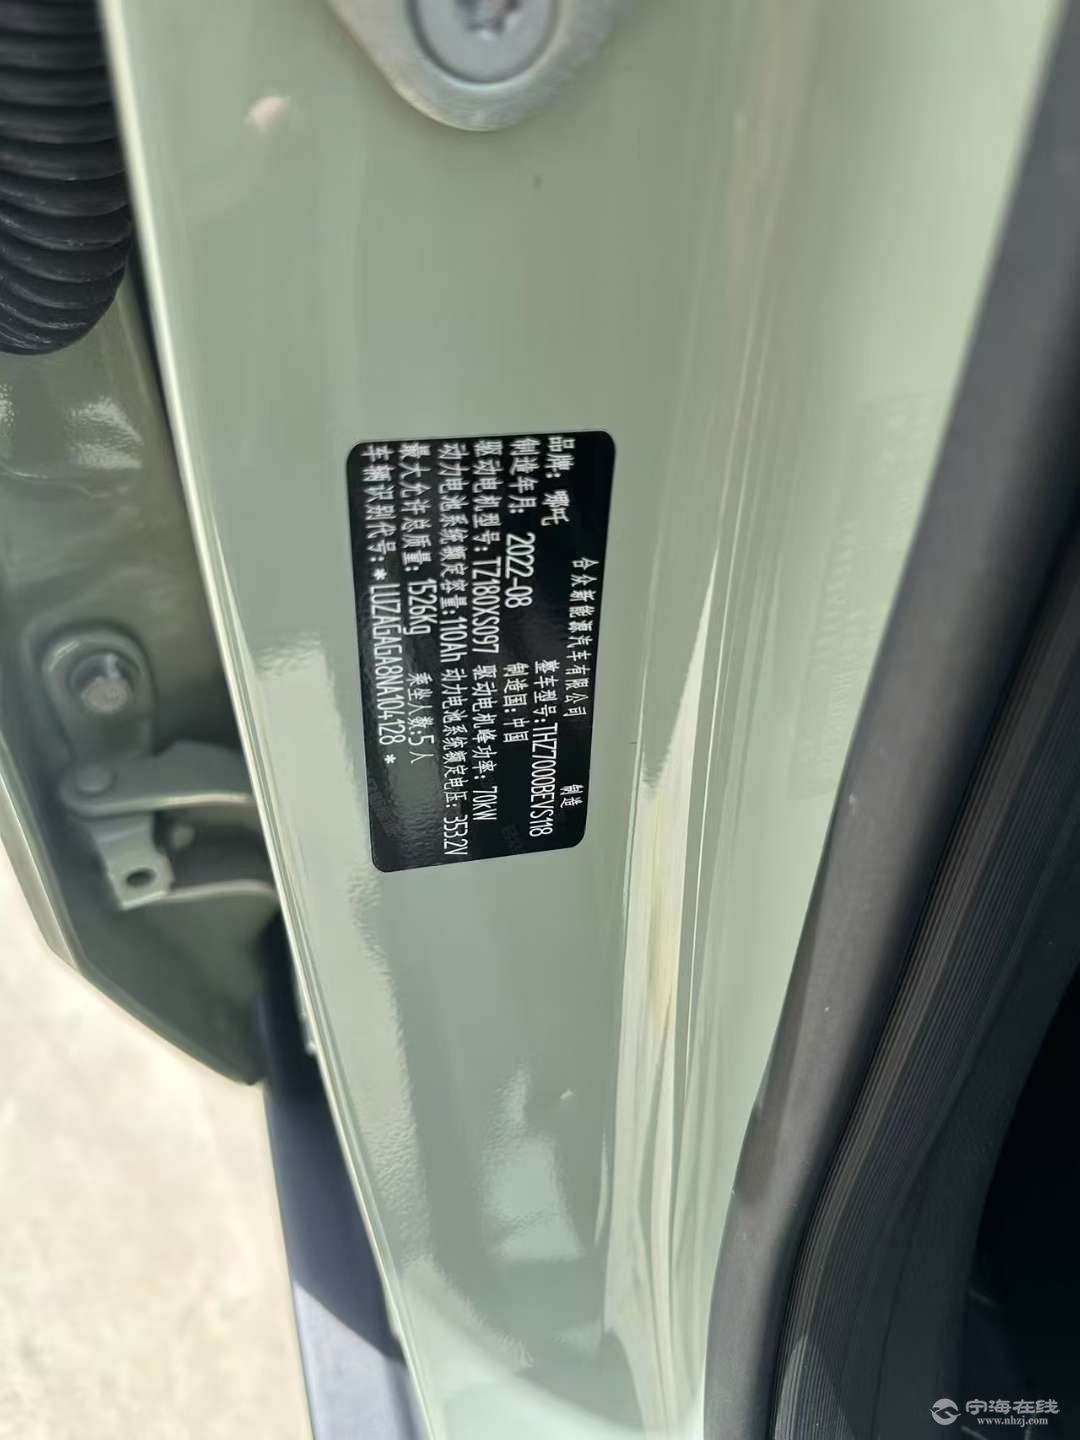 合众新能源汽车有限公司 制造
品牌: 哪吒 整车型号: THZ7000BEVS118
制造年月: 2022-08 制造国: 中国
驱动电机型号: TZ180XS097 驱动电机峰功率: 70kW
动力电池系统额定容量: 110Ah 动力电池系统额定电压: 353.2V
最大允许总质量: 1526Kg 乘坐人数: 5 人
车辆识别代号: *LUZAGAGA8NA104128*
宁海在线
www.nhzj.com